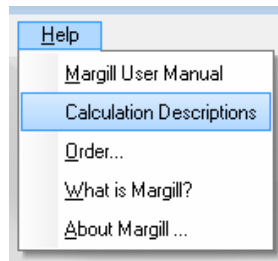 Help
Margill User Manual
Calculation Descriptions
Order...
What is Margill?
About Margill ...